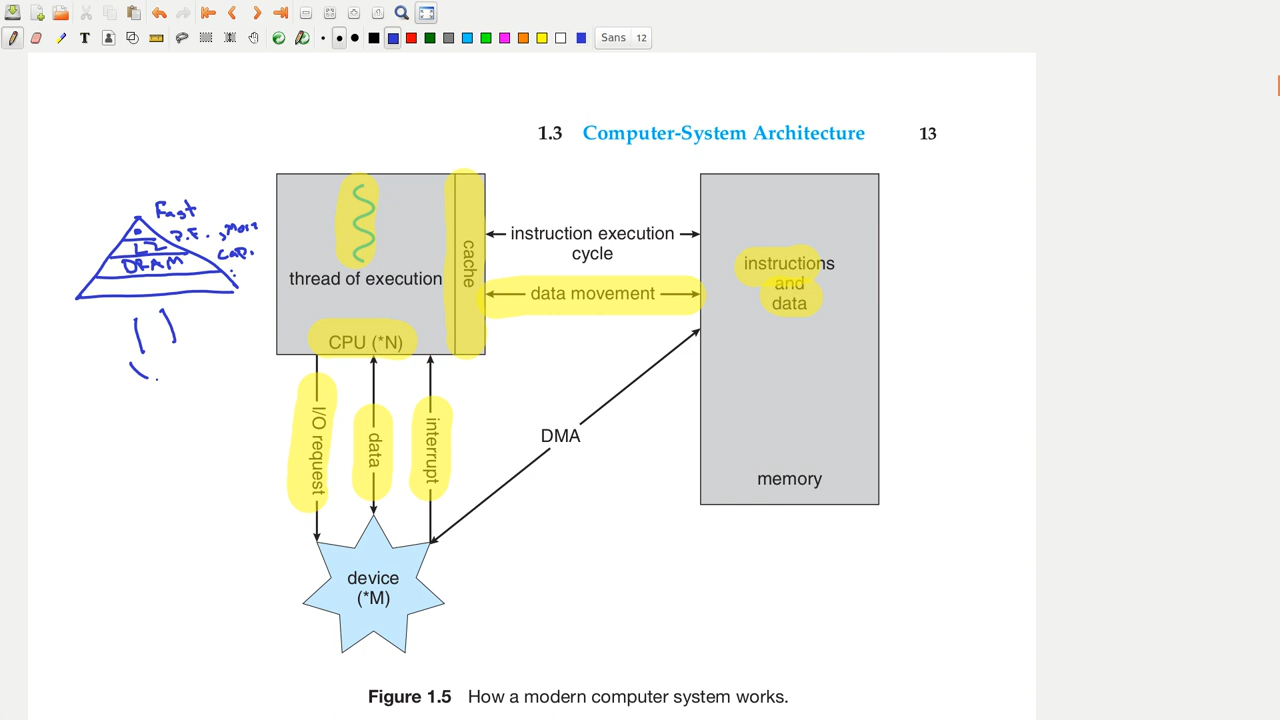 Sans 12
1.3 Computer-System Architecture 13
Fast
L2
DRAM
thread of execution
cache
CPU (*N)
instruction execution
cycle
data movement
instructions
and
data
memory
I/O request
data
interrupt
DMA
device
(*M)
Figure 1.5 How a modern computer system works.